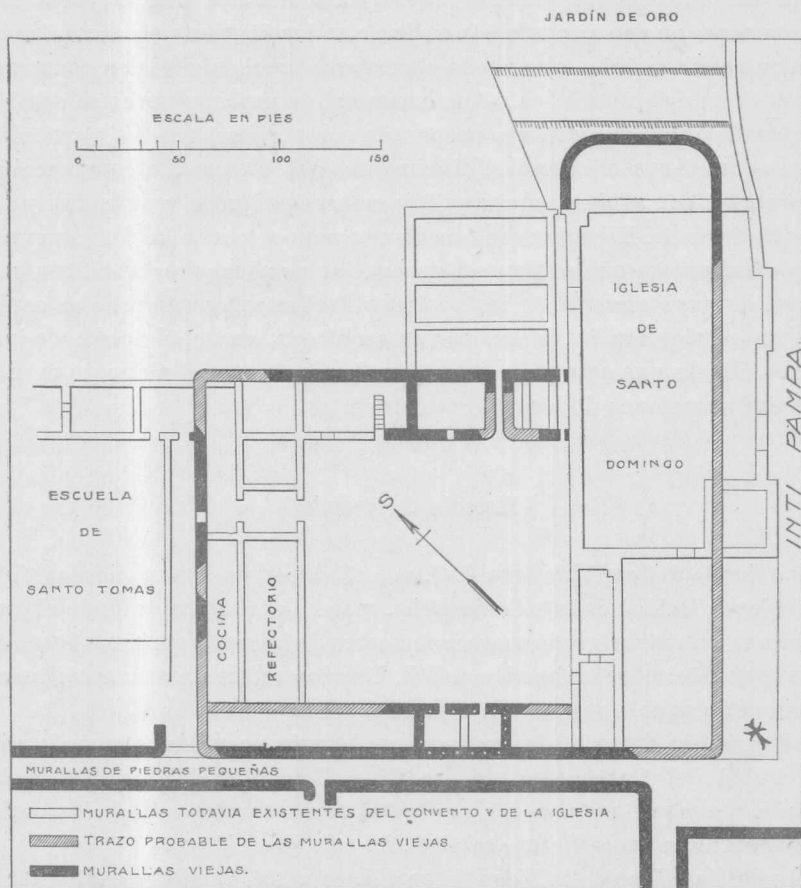 JARDÍN DE ORO
ESCALA EN PIES
0 50 100 150
IGLESIA
DE
SANTO
DOMINGO
INTI PAMPA
ESCUELA
DE
SANTO TOMAS
S
COCINA
REFECTORIO
MURALLAS DE PIEDRAS PEQUEÑAS
MURALLAS TODAVIA EXISTENTES DEL CONVENTO Y DE LA IGLESIA.
TRAZO PROBABLE DE LAS MURALLAS VIEJAS.
MURALLAS VIEJAS.